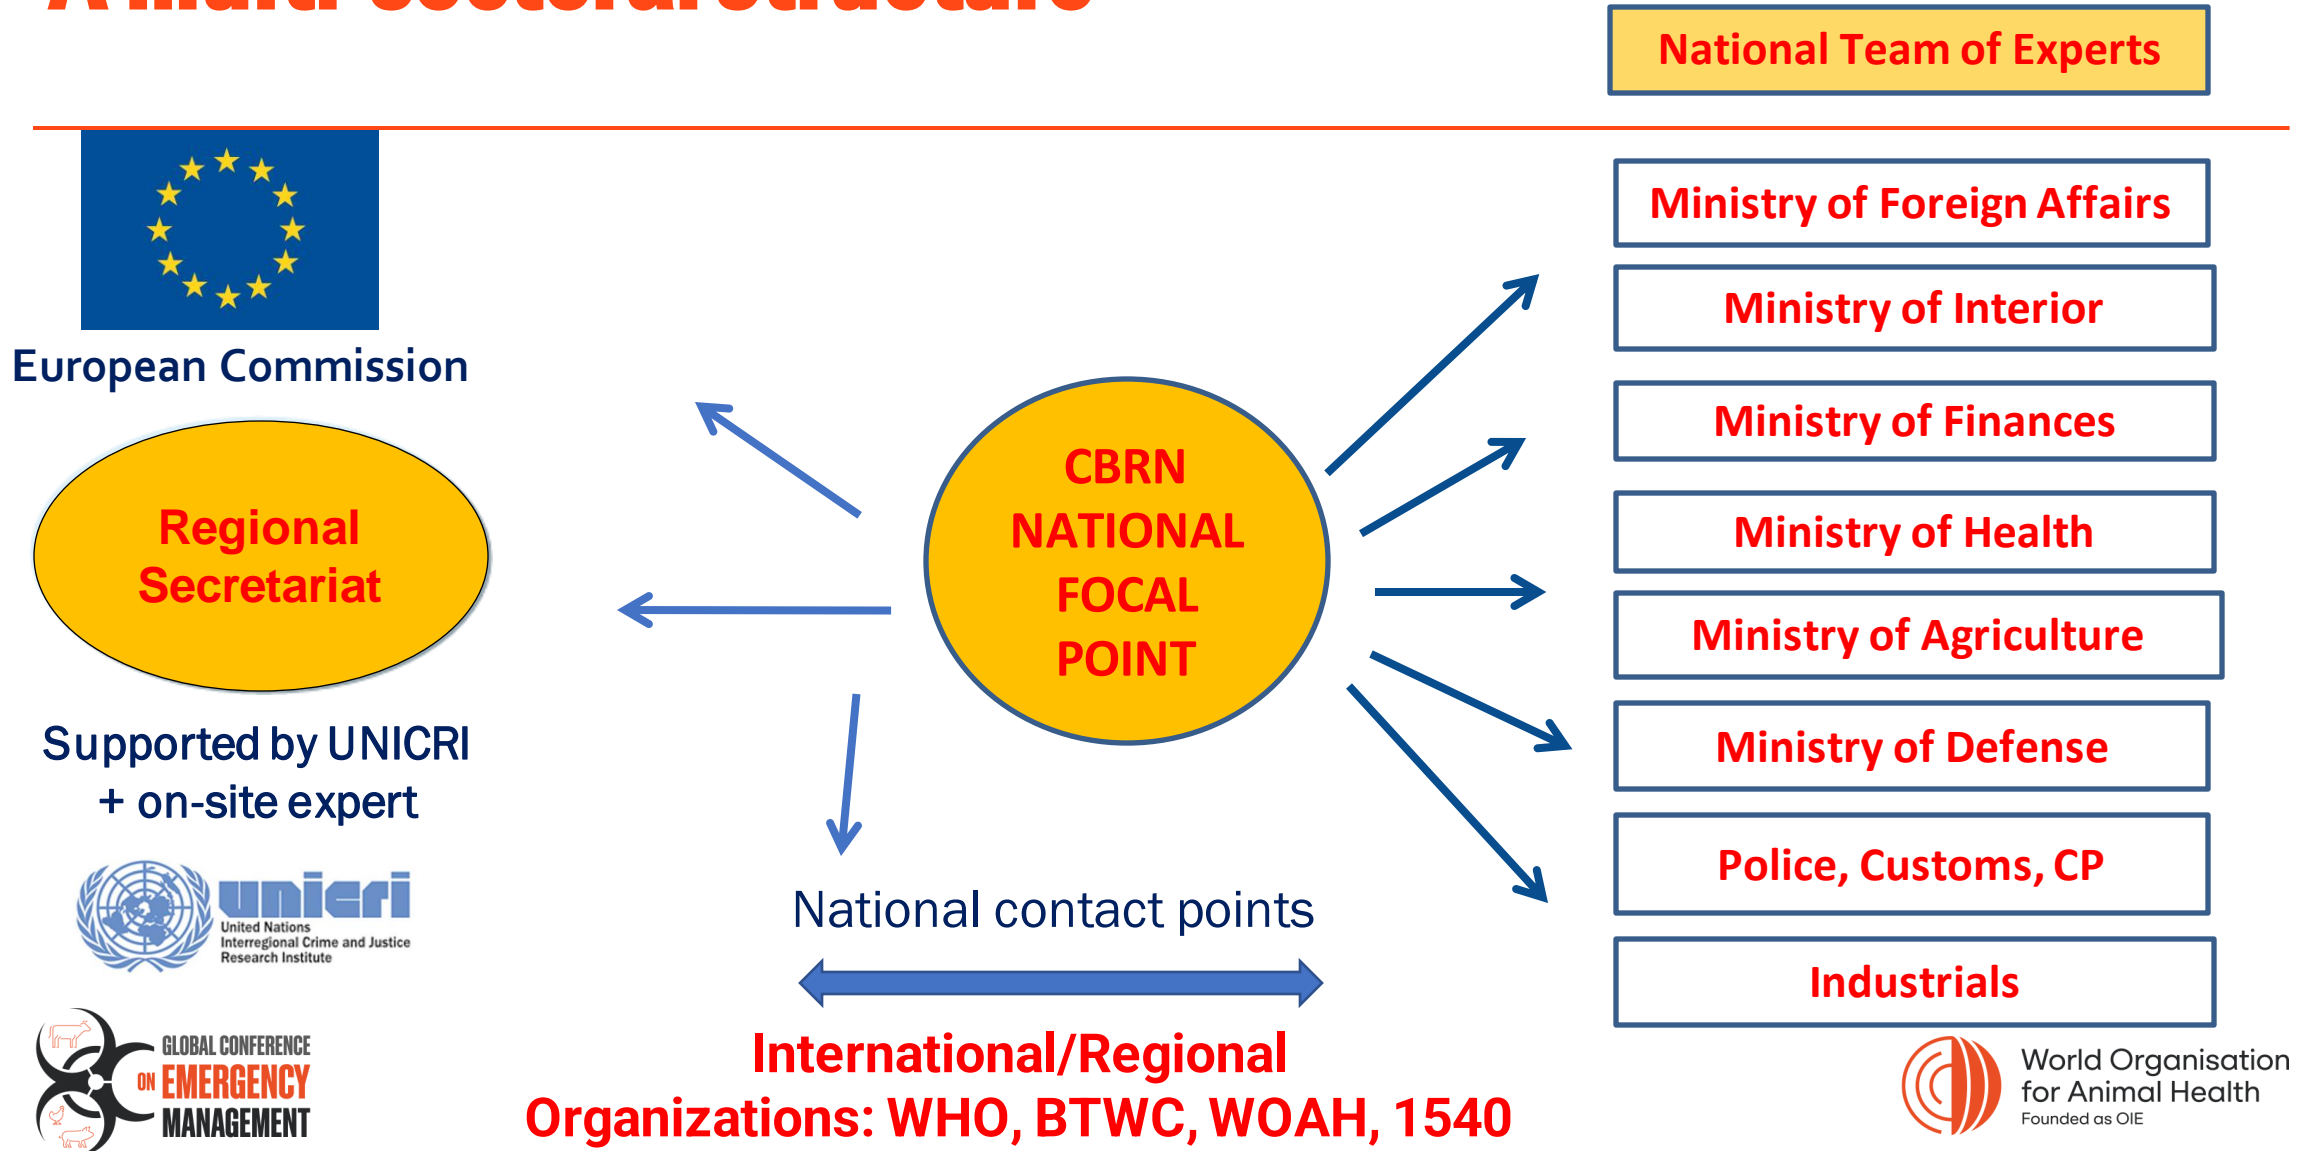 A multi-sectoral structure
National Team of Experts
European Commission
Regional
Secretariat
Supported by UNICRI
+ on-site expert
unicri
United Nations
Interregional Crime and Justice
Research Institute
GLOBAL CONFERENCE
ON EMERGENCY
MANAGEMENT
CBRN
NATIONAL
FOCAL
POINT
National contact points
International/Regional
Organizations: WHO, BTWC, WOAH, 1540
Ministry of Foreign Affairs
Ministry of Interior
Ministry of Finances
Ministry of Health
Ministry of Agriculture
Ministry of Defense
Police, Customs, CP
Industrials
World Organisation
for Animal Health
Founded as OIE